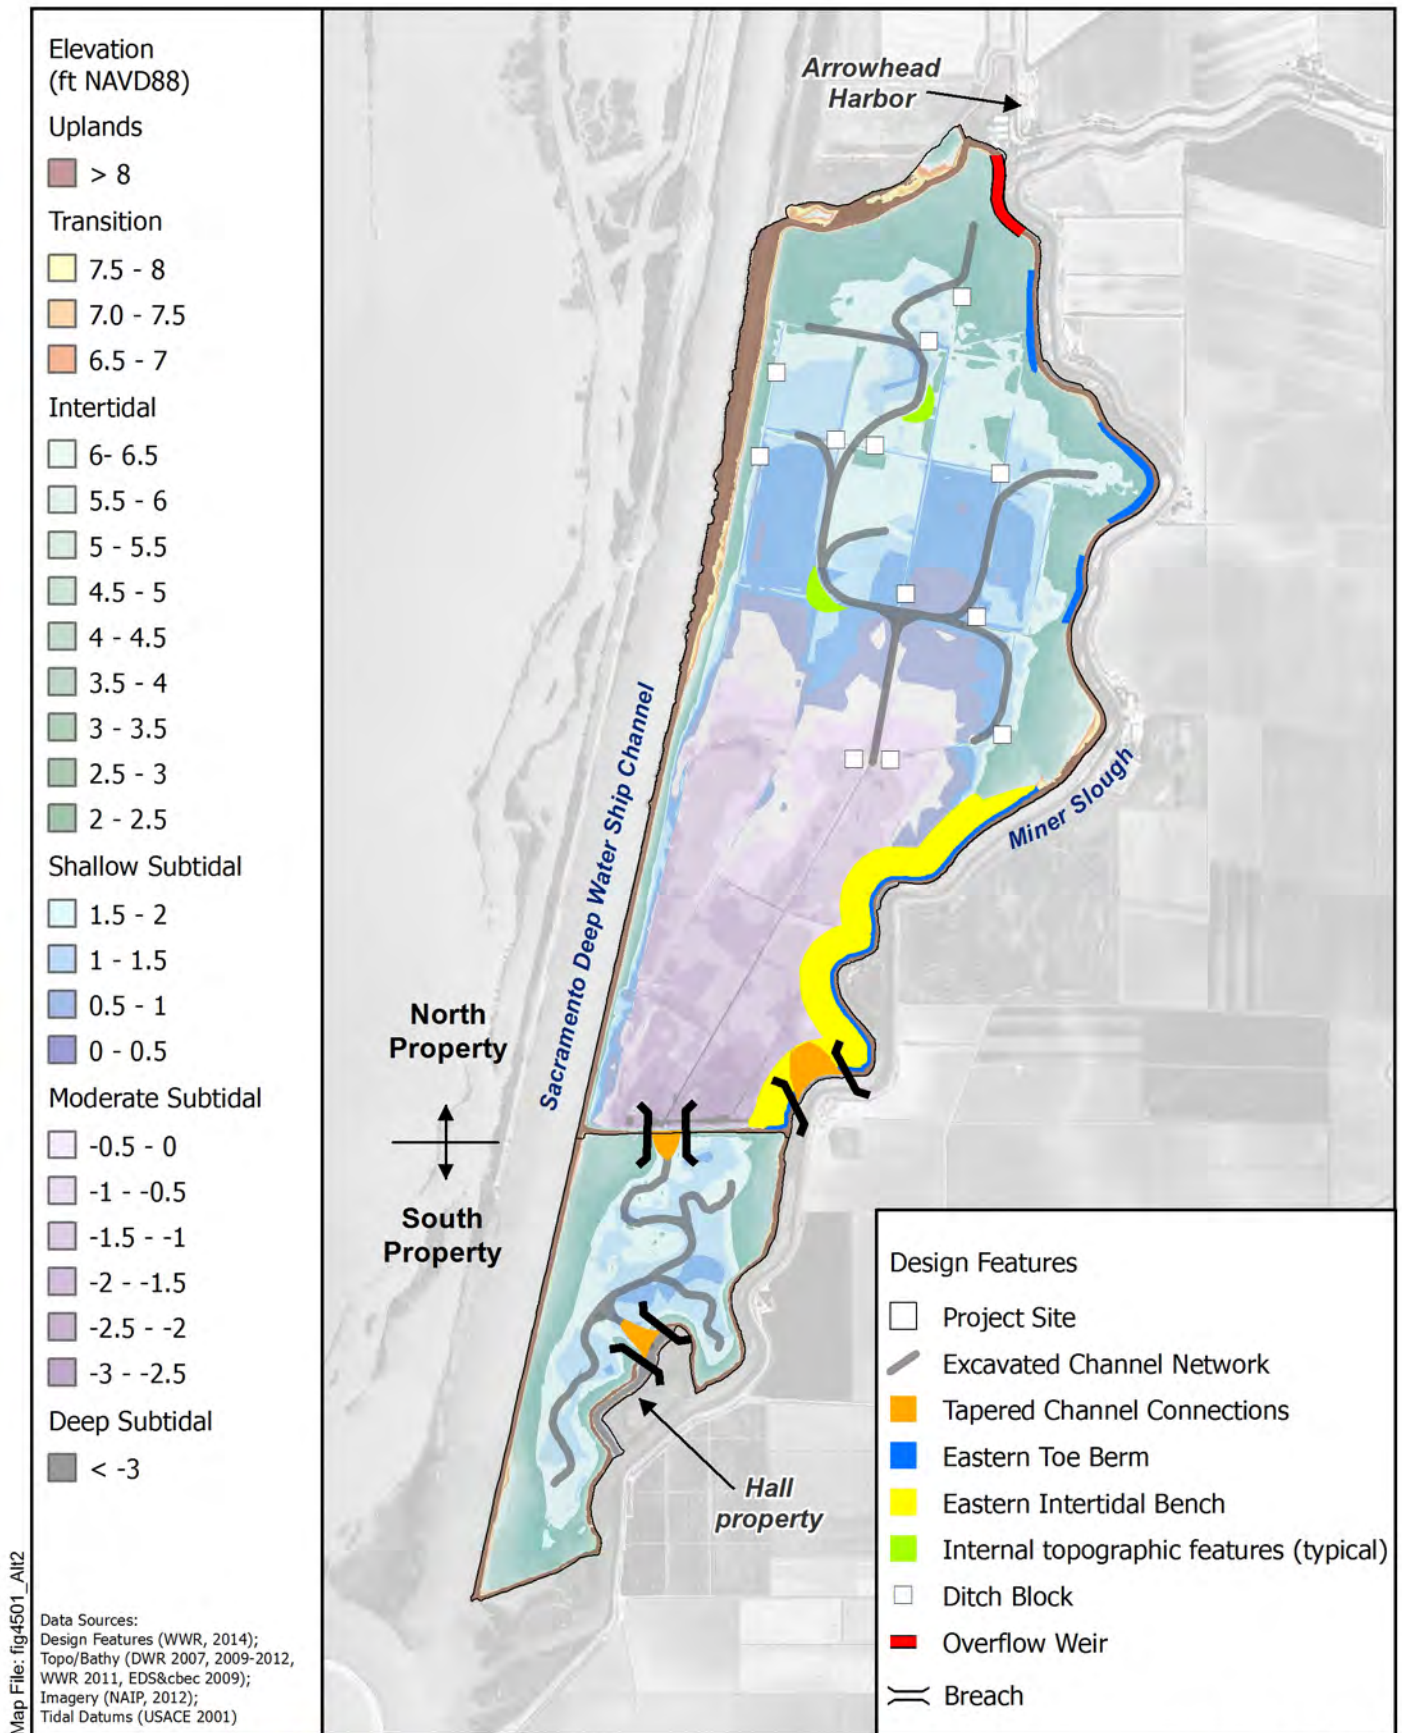 Elevation
(ft NAVD88)
Uplands
> 8
Transition
7.5 - 8
7.0 - 7.5
6.5 - 7
Intertidal
6- 6.5
5.5 - 6
5 - 5.5
4.5 - 5
4 - 4.5
3.5 - 4
3 - 3.5
2.5 - 3
2 - 2.5
Shallow Subtidal
1.5 - 2
1 - 1.5
0.5 - 1
0 - 0.5
Moderate Subtidal
-0.5 - 0
-1 - -0.5
-1.5 - -1
-2 - -1.5
-2.5 - -2
-3 - -2.5
Deep Subtidal
< -3
Data Sources:
Design Features (WWR, 2014);
Topo/Bathy (DWR 2007, 2009-2012,
WWR 2011, EDS&cbec 2009);
Imagery (NAIP, 2012);
Tidal Datums (USACE 2001)
Map File: fig4501_Alt2
Arrowhead
Harbor
Sacramento Deep Water Ship Channel
Miner Slough
North
Property
South
Property
Hall
property
Design Features
Project Site
Excavated Channel Network
Tapered Channel Connections
Eastern Toe Berm
Eastern Intertidal Bench
Internal topographic features (typical)
Ditch Block
Overflow Weir
Breach